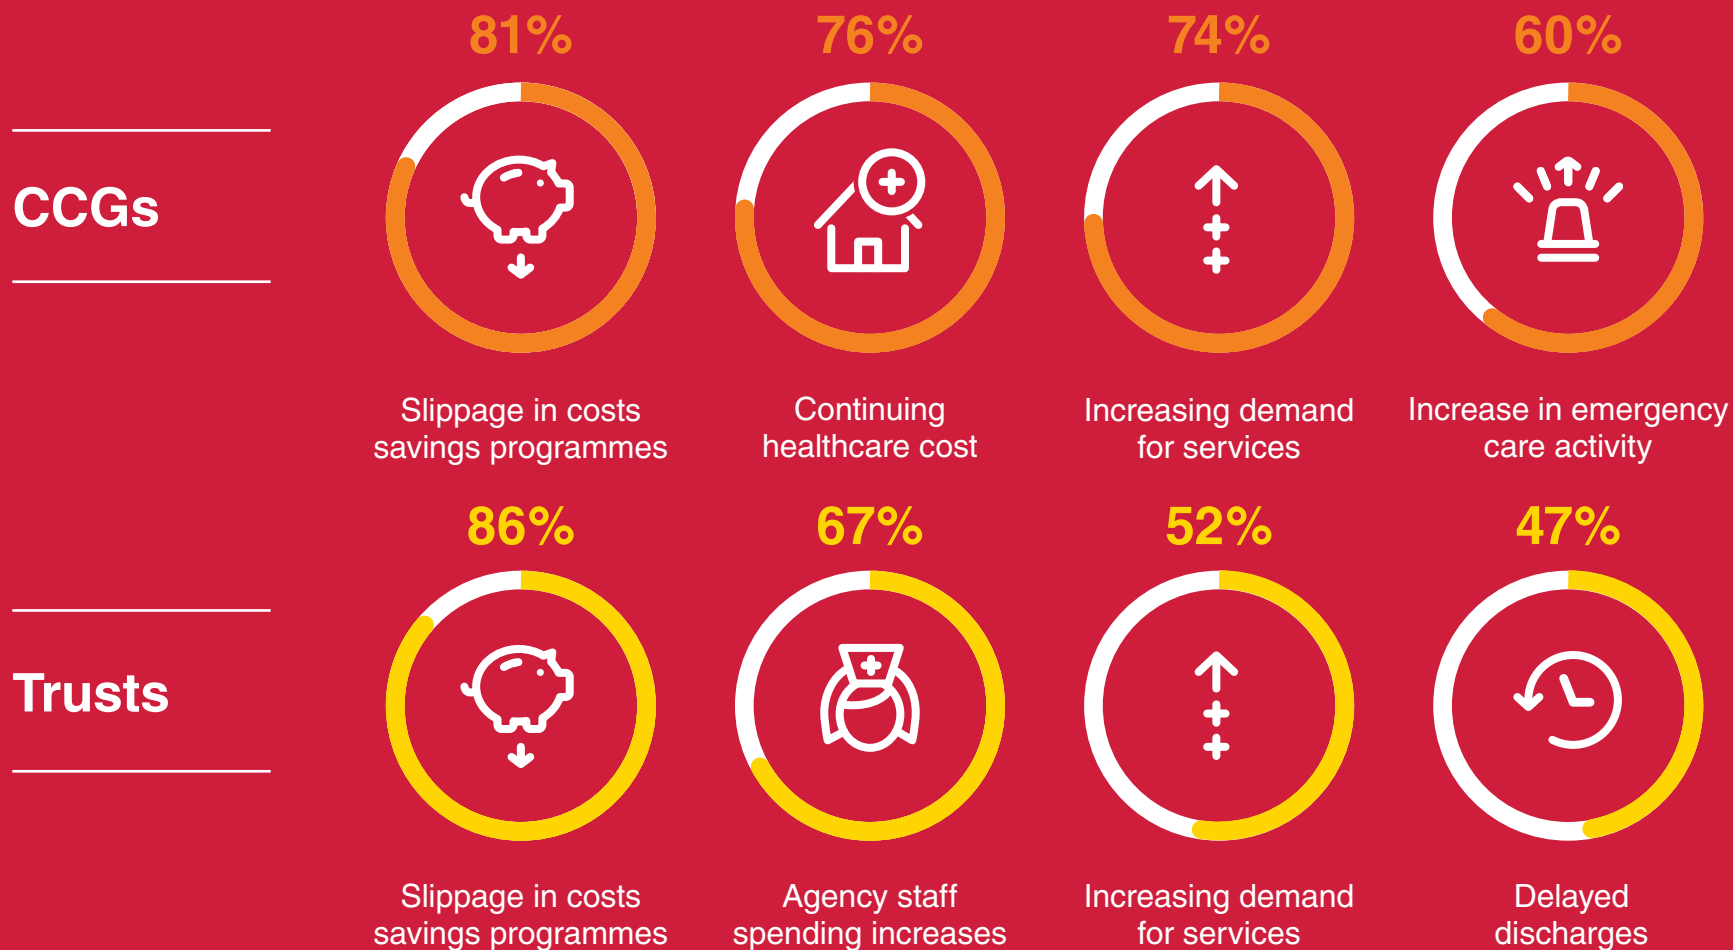 81%
76%
74%
60%
CCGs
Slippage in costs
savings programmes
Continuing
healthcare cost
Increasing demand
for services
Increase in emergency
care activity
86%
67%
52%
47%
Trusts
Slippage in costs
savings programmes
Agency staff
spending increases
Increasing demand
for services
Delayed
discharges